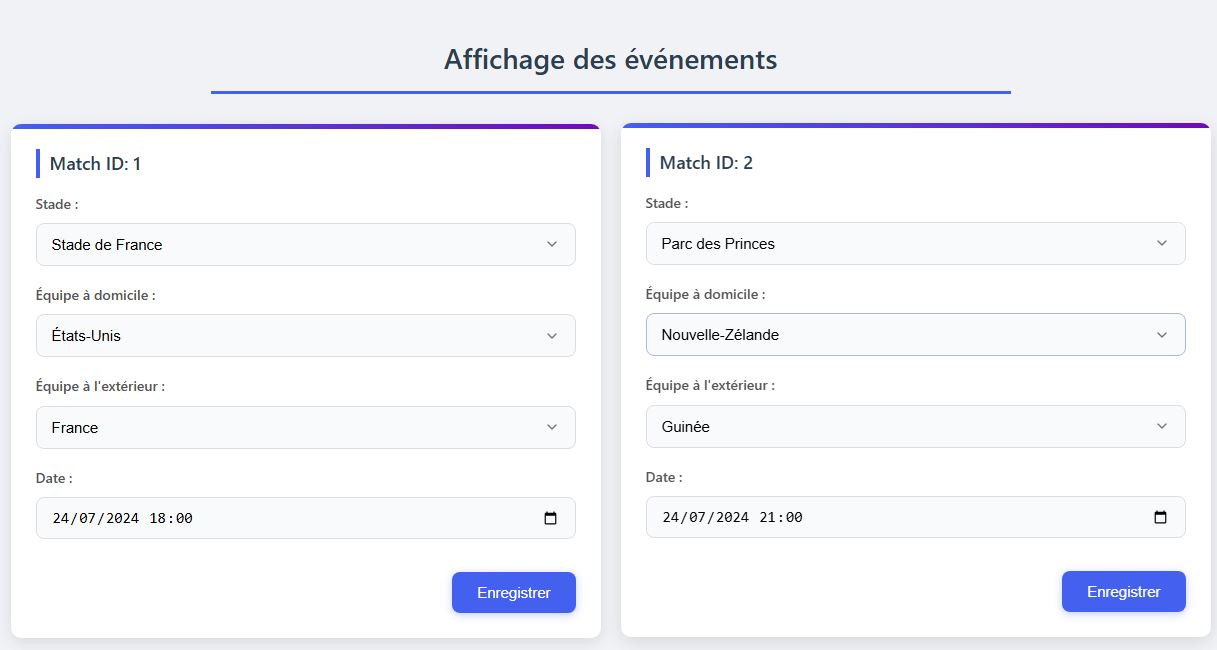 Affichage des événements
Match ID: 1
Stade :
Stade de France
Équipe à domicile :
États-Unis
Équipe à l'extérieur :
France
Date :
24/07/2024 18:00
Enregistrer
Match ID: 2
Stade :
Parc des Princes
Équipe à domicile :
Nouvelle-Zélande
Équipe à l'extérieur :
Guinée
Date :
24/07/2024 21:00
Enregistrer